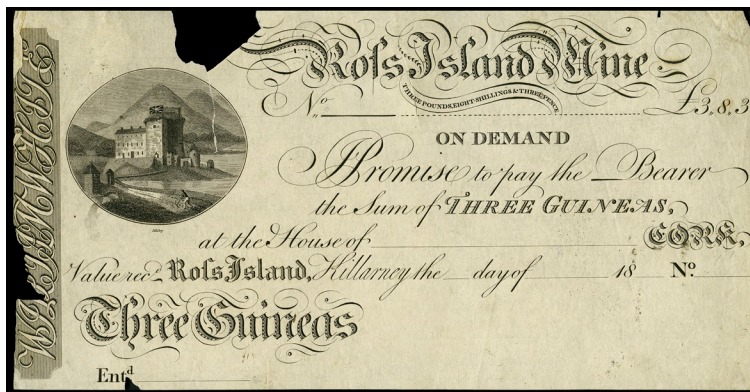 Roſs Island Mine
No
THREE POUNDS, EIGHT SHILLINGS & THREEPENCE
£3,8,3
ON DEMAND
I Promise to pay the Bearer
the Sum of THREE GUINEAS,
at the House of CORK,
Value recd. Roſs Island, Killarney the day of 18 No
Three Guineas
Entd